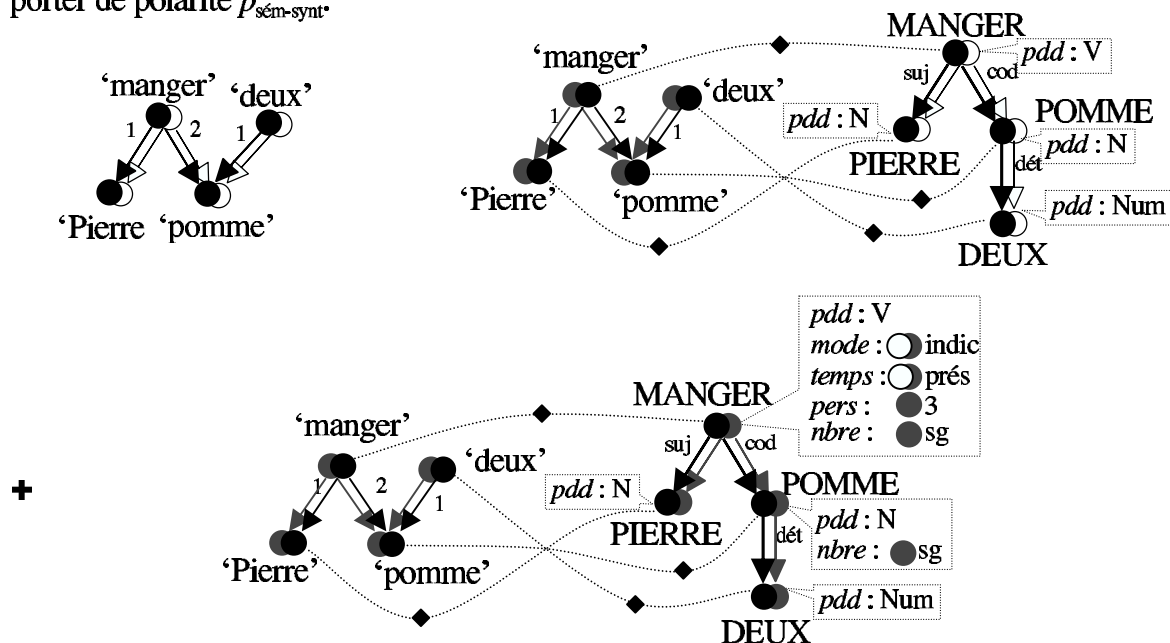 porter de polarité psém-synt.
‘manger’
‘deux’
1 2 1
‘Pierre ‘pomme’
‘manger’
‘deux’
1 2 1
‘Pierre’ ‘pomme’
MANGER
pdd : V
suj cod
pdd : N
PIERRE
POMME
pdd : N
dét
pdd : Num
DEUX
+
‘manger’
‘deux’
1 2 1
‘Pierre’ ‘pomme’
pdd : V
mode : indic
temps : prés
pers : 3
nbre : sg
MANGER
suj cod
pdd : N
PIERRE
POMME
pdd : N
nbre : sg
dét
pdd : Num
DEUX